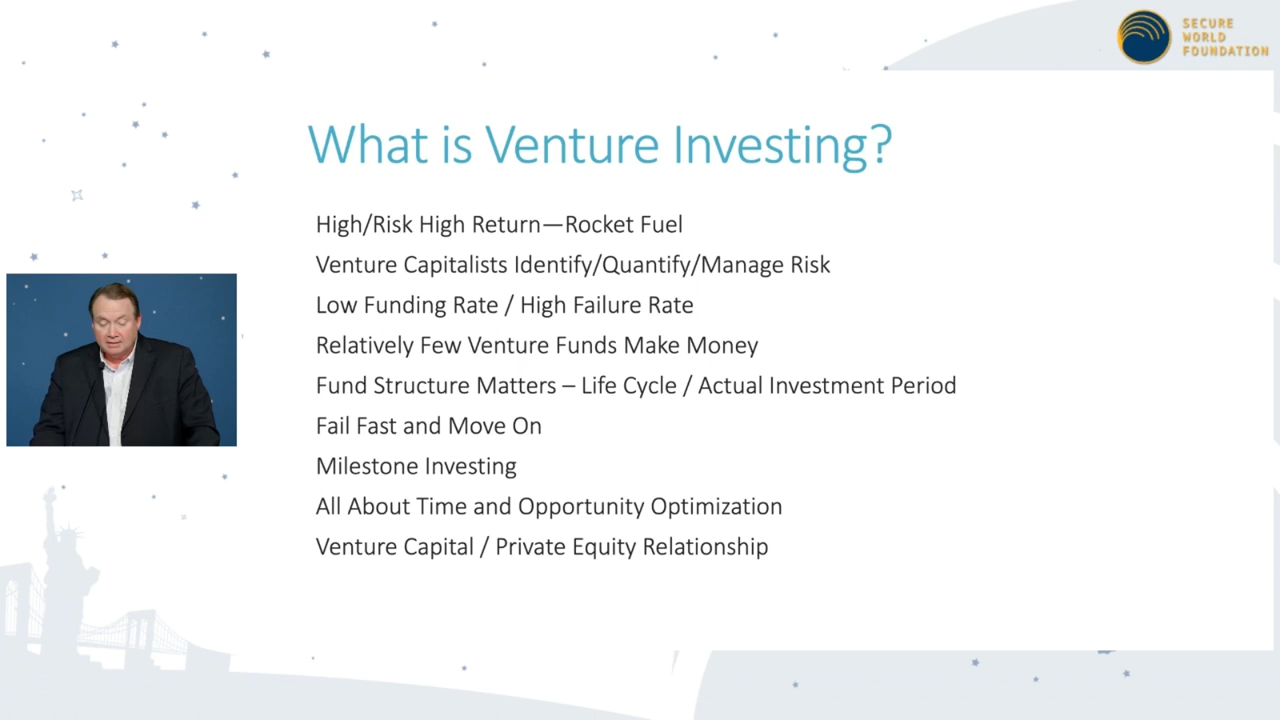 SECURE
WORLD
FOUNDATION
What is Venture Investing?
High/Risk High Return—Rocket Fuel
Venture Capitalists Identify/Quantify/Manage Risk
Low Funding Rate / High Failure Rate
Relatively Few Venture Funds Make Money
Fund Structure Matters – Life Cycle / Actual Investment Period
Fail Fast and Move On
Milestone Investing
All About Time and Opportunity Optimization
Venture Capital / Private Equity Relationship